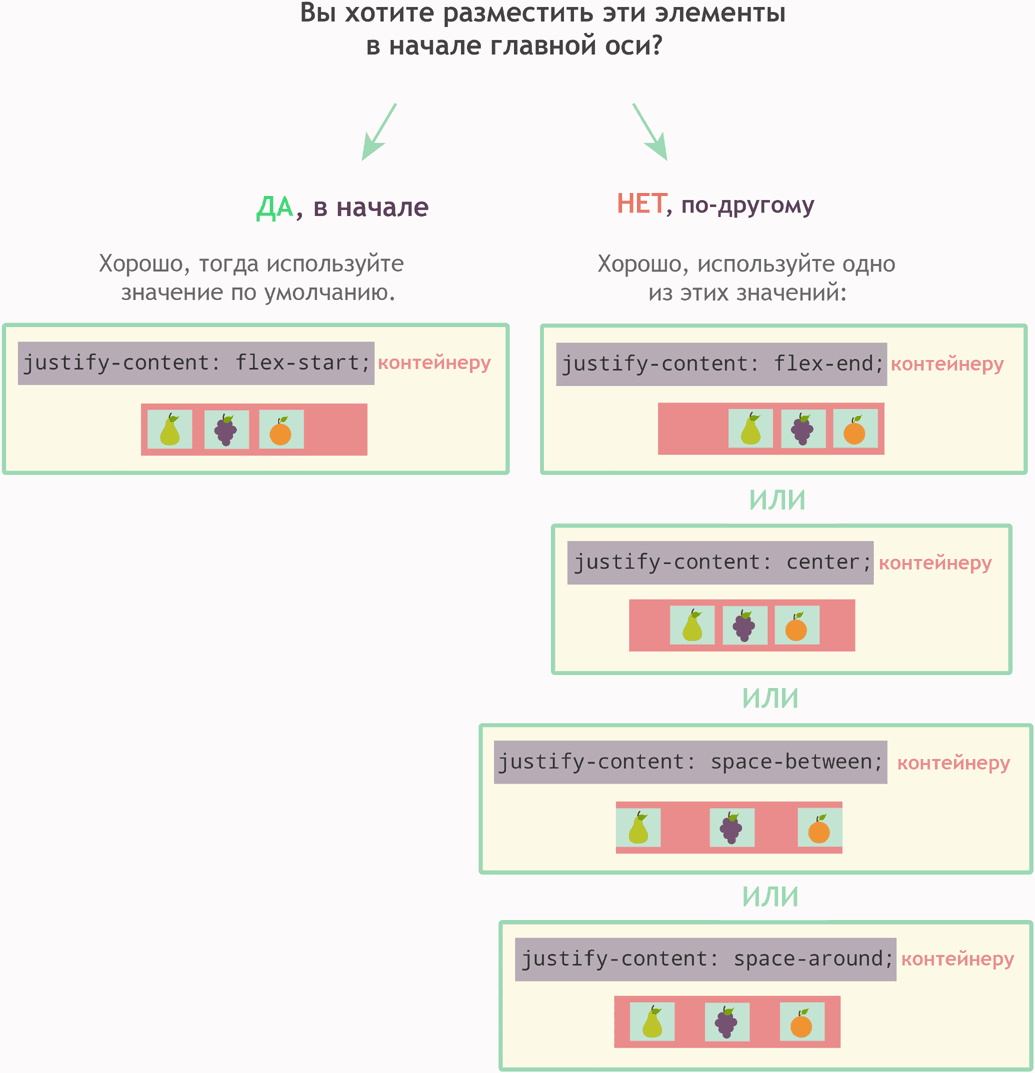 Вы хотите разместить эти элементы
в начале главной оси?
ДА, в начале
Хорошо, тогда используйте
значение по умолчанию.
justify-content: flex-start; контейнеру
НЕТ, по-другому
Хорошо, используйте одно
из этих значений:
justify-content: flex-end; контейнеру
ИЛИ
justify-content: center; контейнеру
ИЛИ
justify-content: space-between; контейнеру
ИЛИ
justify-content: space-around; контейнеру